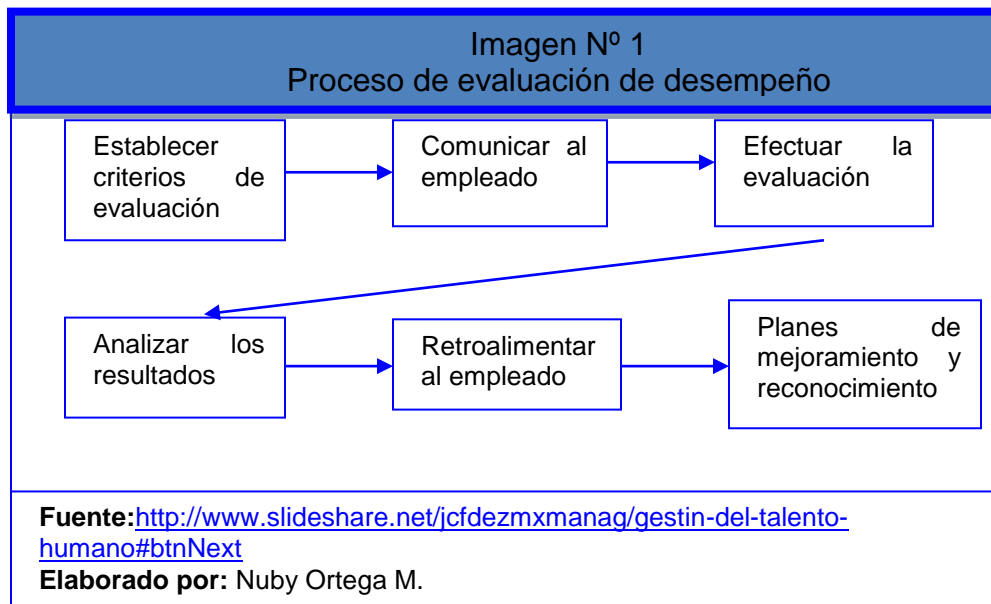 Imagen Nº 1
Proceso de evaluación de desempeño
Establecer
criterios de
evaluación
Comunicar al
empleado
Efectuar la
evaluación
Analizar los
resultados
Retroalimentar
al empleado
Planes de
mejoramiento y
reconocimiento
Fuente:http://www.slideshare.net/jcfdezmxmanag/gestin-del-talento-
humano#btnNext
Elaborado por: Nuby Ortega M.